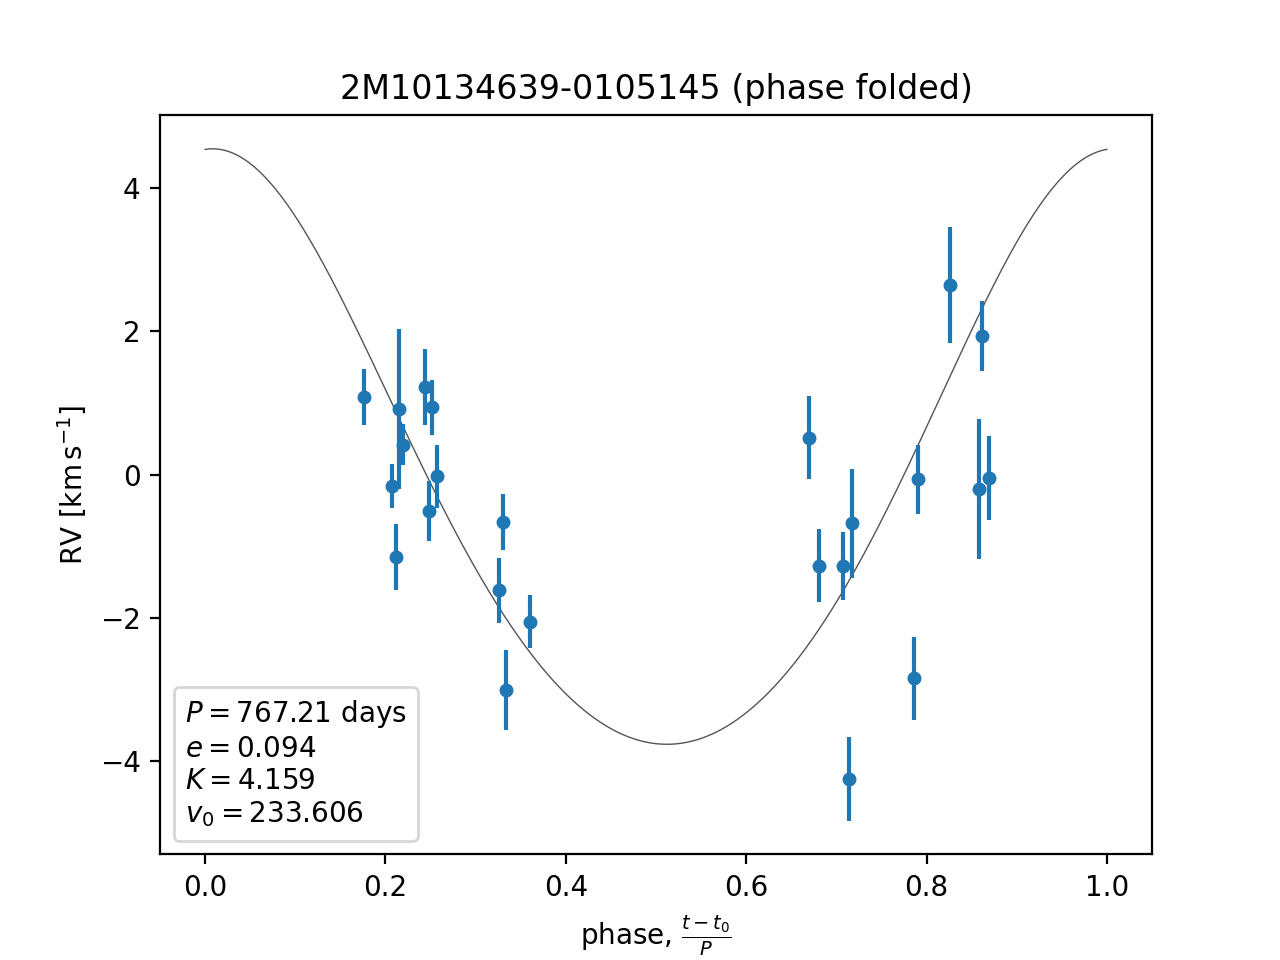 2M10134639-0105145 (phase folded)
RV [km s⁻¹]
4
2
0
−2
−4
P = 767.21 days
e = 0.094
K = 4.159
v₀ = 233.606
0.0 0.2 0.4 0.6 0.8 1.0
phase, (t − t₀)/P